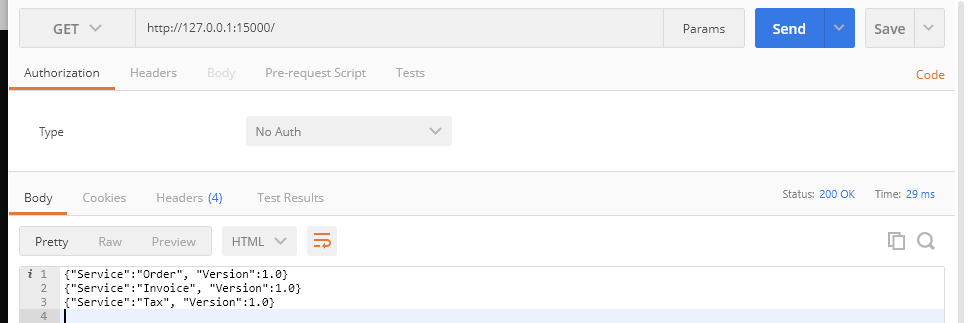 GET http://127.0.0.1:15000/ Params Send Save
Authorization Headers Body Pre-request Script Tests Code
Type No Auth
Body Cookies Headers (4) Test Results Status: 200 OK Time: 29 ms
Pretty Raw Preview HTML
i 1 {"Service":"Order", "Version":1.0}
2 {"Service":"Invoice", "Version":1.0}
3 {"Service":"Tax", "Version":1.0}
4